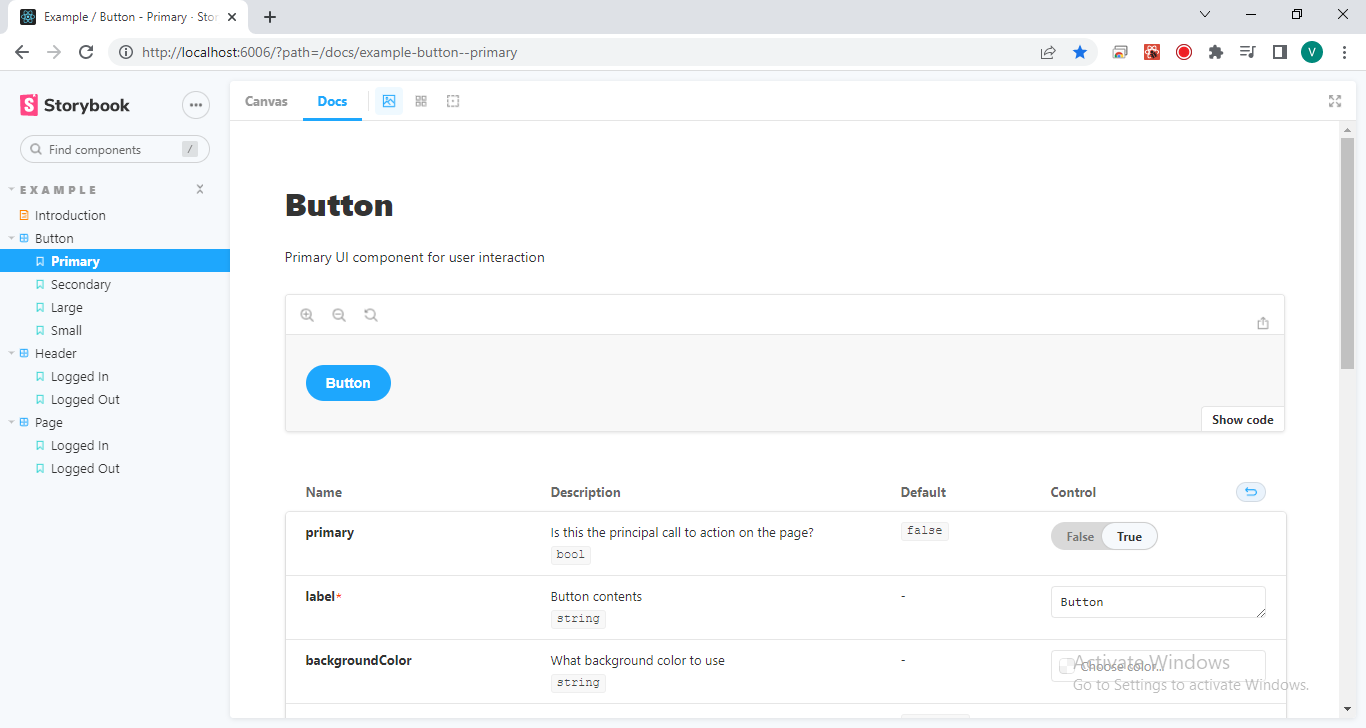 Example / Button - Primary · Stor
http://localhost:6006/?path=/docs/example-button--primary
V
S Storybook
Canvas Docs
Find components /
EXAMPLE
Introduction
Button
Primary
Secondary
Large
Small
Header
Logged In
Logged Out
Page
Logged In
Logged Out
Button
Primary UI component for user interaction
Button
Show code
Name Description Default Control
primary Is this the principal call to action on the page? false False True
bool
label* Button contents - Button
string
backgroundColor What background color to use - Choose color...
string
Activate Windows
Go to Settings to activate Windows.